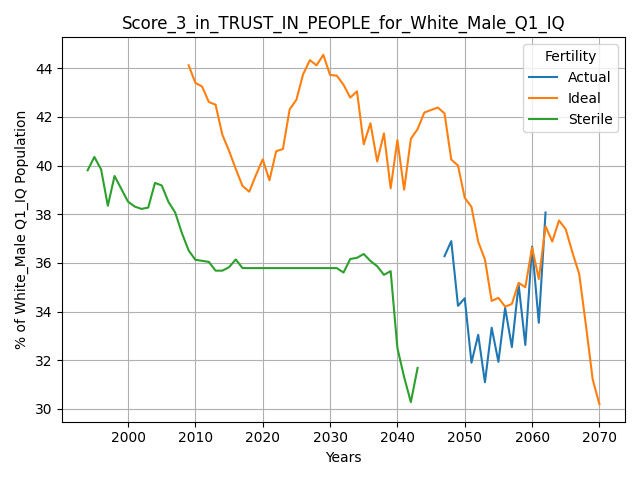 Score_3_in_TRUST_IN_PEOPLE_for_White_Male_Q1_IQ
Fertility
Actual
Ideal
Sterile
% of White_Male Q1_IQ Population
44
42
40
38
36
34
32
30
2000
2010
2020
2030
2040
2050
2060
2070
Years